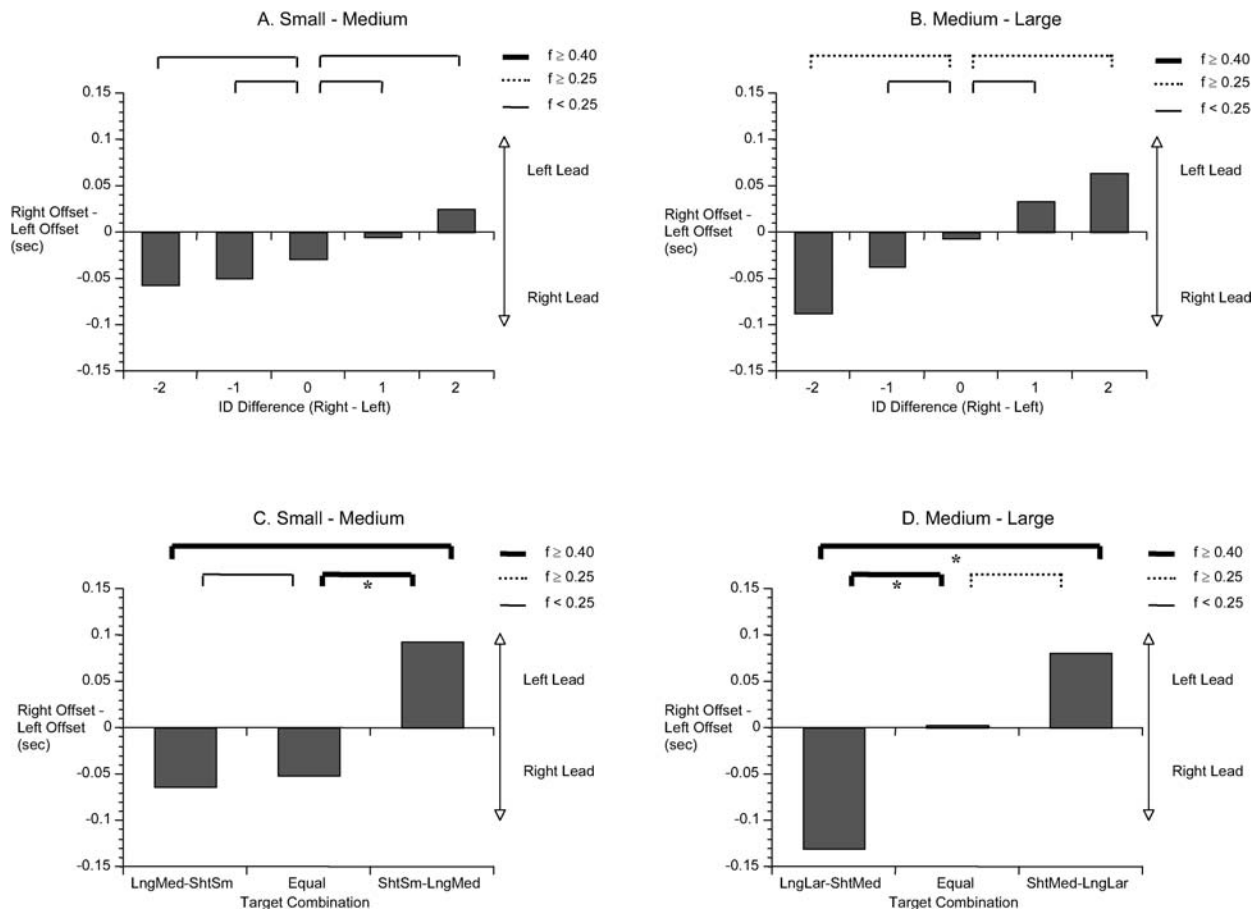 A. Small - Medium
f ≥ 0.40
f ≥ 0.25
f < 0.25
0.15
0.1
0.05
0
-0.05
-0.1
-0.15
Right Offset -
Left Offset
(sec)
Left Lead
Right Lead
-2 -1 0 1 2
ID Difference (Right - Left)
B. Medium - Large
f ≥ 0.40
f ≥ 0.25
f < 0.25
0.15
0.1
0.05
0
-0.05
-0.1
-0.15
Right Offset -
Left Offset
(sec)
Left Lead
Right Lead
-2 -1 0 1 2
ID Difference (Right - Left)
C. Small - Medium
f ≥ 0.40
f ≥ 0.25
f < 0.25
*
0.15
0.1
0.05
0
-0.05
-0.1
-0.15
Right Offset -
Left Offset
(sec)
Left Lead
Right Lead
LngMed-ShtSm Equal ShtSm-LngMed
Target Combination
D. Medium - Large
f ≥ 0.40
f ≥ 0.25
f < 0.25
*
*
0.15
0.1
0.05
0
-0.05
-0.1
-0.15
Right Offset -
Left Offset
(sec)
Left Lead
Right Lead
LngLar-ShtMed Equal ShtMed-LngLar
Target Combination